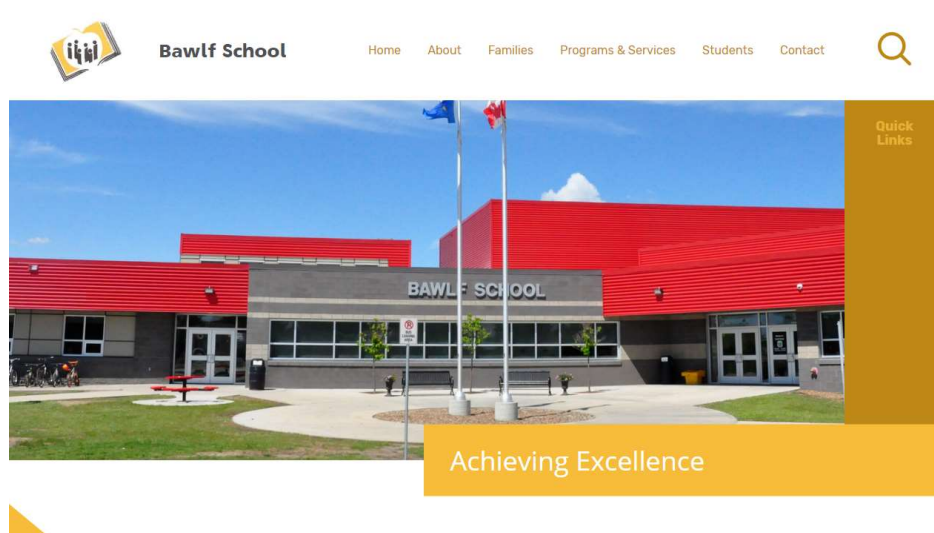 Bawlf School
Home
About
Families
Programs & Services
Students
Contact
Quick
Links
BAWLF SCHOOL
Achieving Excellence